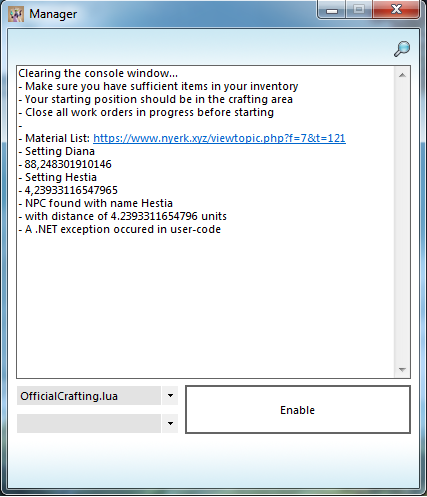 Manager
Clearing the console window...
- Make sure you have sufficient items in your inventory
- Your starting position should be in the crafting area
- Close all work orders in progress before starting
-
- Material List: https://www.nyerk.xyz/viewtopic.php?f=7&t=121
- Setting Diana
- 88,248301910146
- Setting Hestia
- 4,23933116547965
- NPC found with name Hestia
- with distance of 4.2393311654796 units
- A .NET exception occured in user-code
OfficialCrafting.lua
Enable